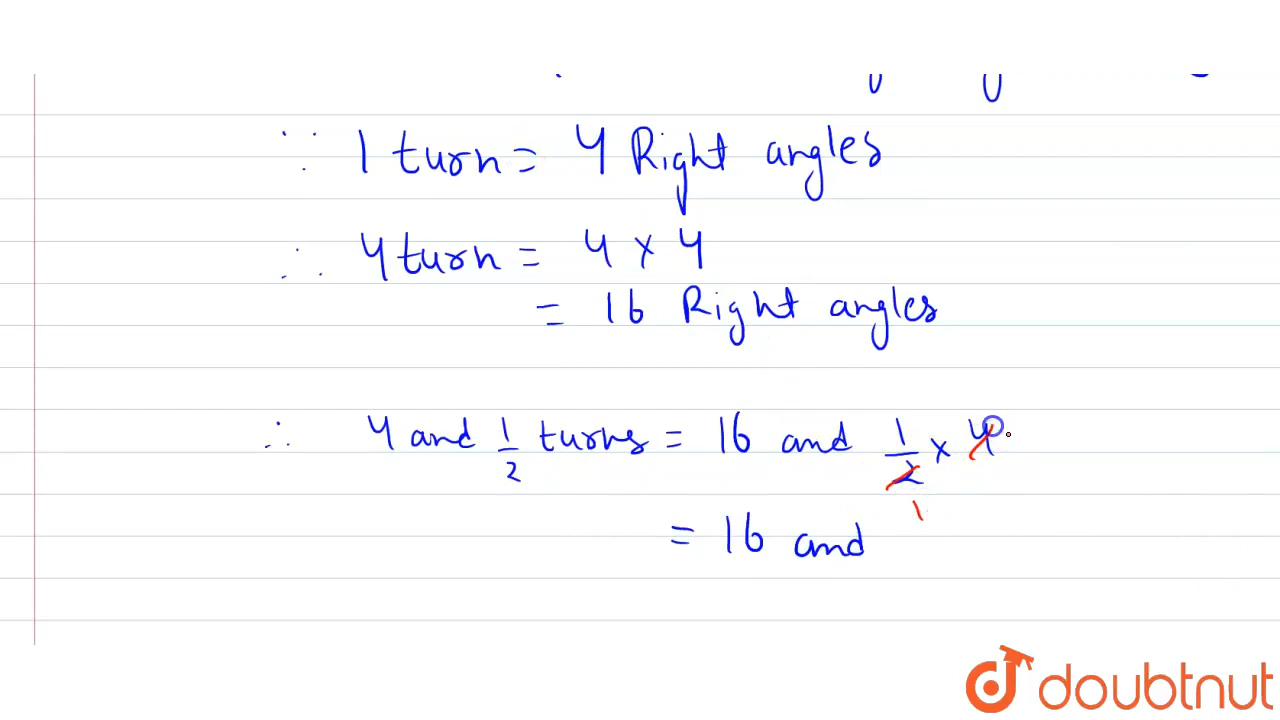 ∵ 1 turn = 4 Right angles
∴ 4 turn = 4 × 4
= 16 Right angles
∴ 4 and 1/2 turns = 16 and 1/2 × 4
1
= 16 and
doubtnut